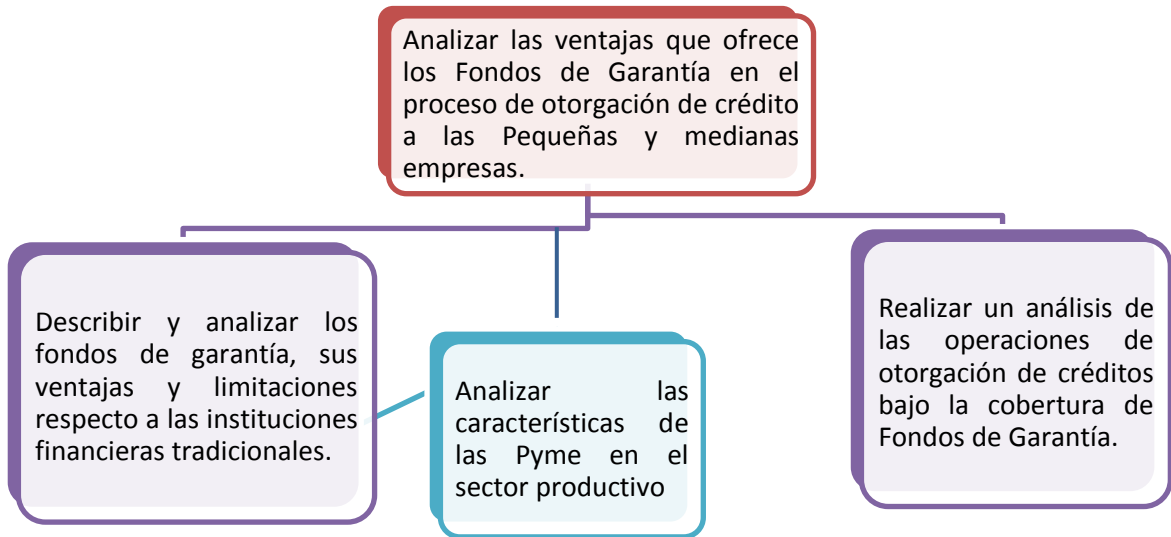 Analizar las ventajas que ofrece
los Fondos de Garantía en el
proceso de otorgación de crédito
a las Pequeñas y medianas
empresas.
Describir y analizar los
fondos de garantía, sus
ventajas y limitaciones
respecto a las instituciones
financieras tradicionales.
Analizar las
características de
las Pyme en el
sector productivo
Realizar un análisis de
las operaciones de
otorgación de créditos
bajo la cobertura de
Fondos de Garantía.